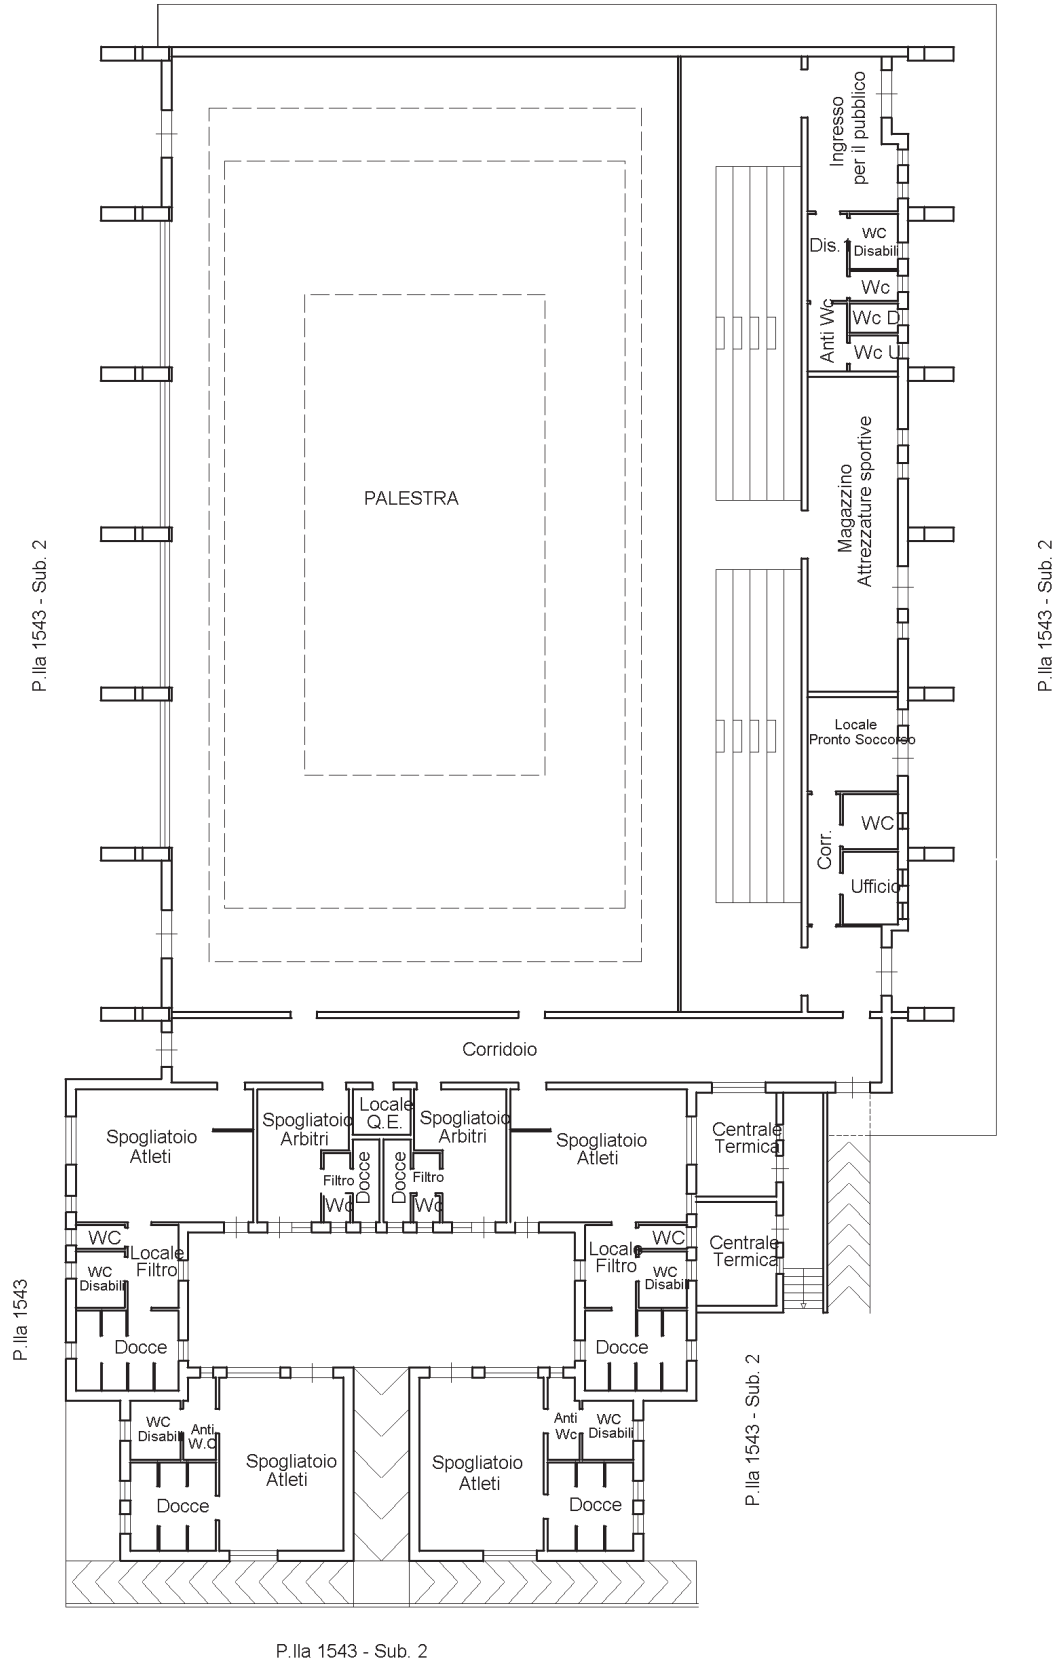 Ingresso
per il pubblico
Dis. 1
WC
Disabili
Wc
Anti Wc
Wc D
Wc U
Magazzino
Attrezzature sportive
PALESTRA
P.lla 1543 - Sub. 2
P.lla 1543 - Sub. 2
Locale
Pronto Soccorso
Corr.
WC
Ufficio
Corridoio
Spogliatoio
Atleti
Spogliatoio
Arbitri
Locale
Q.E.
Spogliatoio
Arbitri
Spogliatoio
Atleti
Centrale
Termica
Filtro
Wc
Docce
Docce
Filtro
Wc
WC
Locale
Filtro
WC
Disabili
Docce
Locale
Filtro
WC
WC
Disabili
Docce
Centrale
Termica
P.lla 1543
P.lla 1543 - Sub. 2
WC
Disabili
Anti
W.C
Spogliatoio
Atleti
Docce
Spogliatoio
Atleti
Anti
Wc
WC
Disabili
Docce
P.lla 1543 - Sub. 2